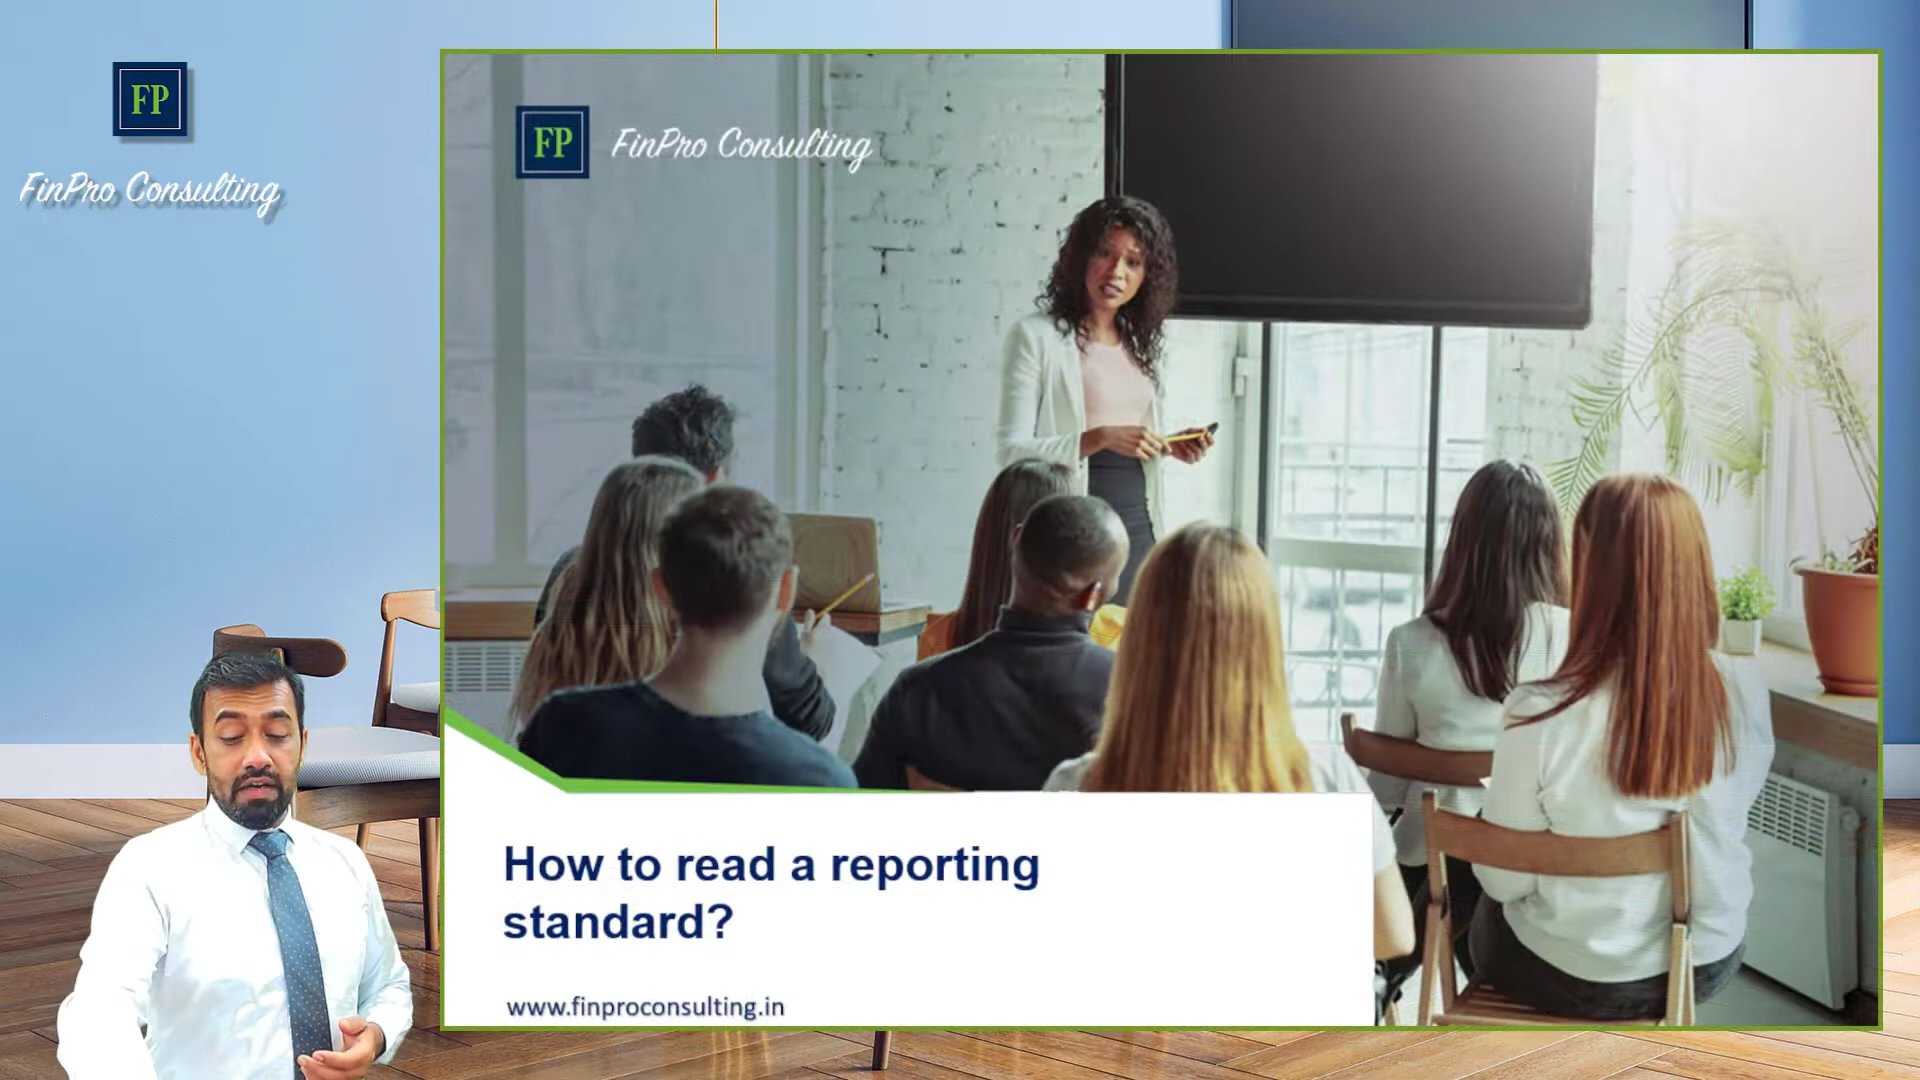 FP
FinPro Consulting
FP
FinPro Consulting
How to read a reporting
standard?
www.finproconsulting.in